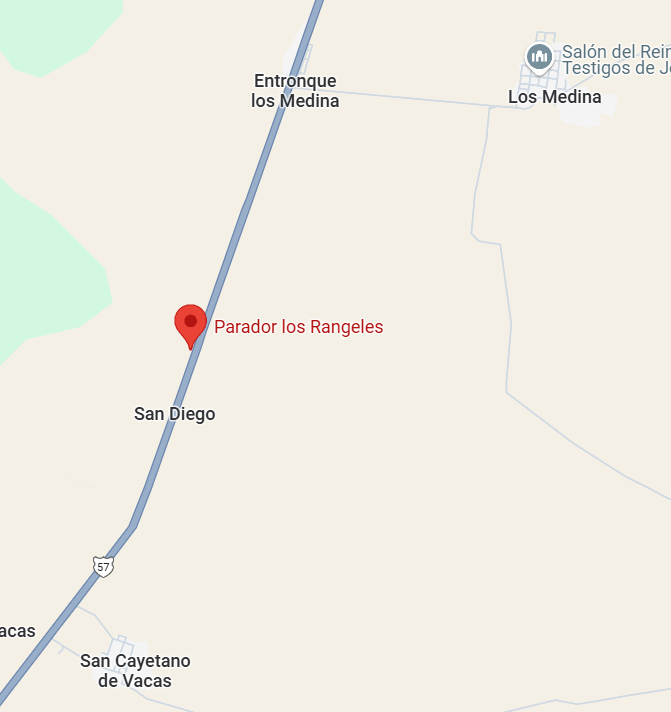 Salón del Rein
Testigos de J
Entronque
los Medina
Los Medina
Parador los Rangeles
San Diego
57
acas
San Cayetano
de Vacas